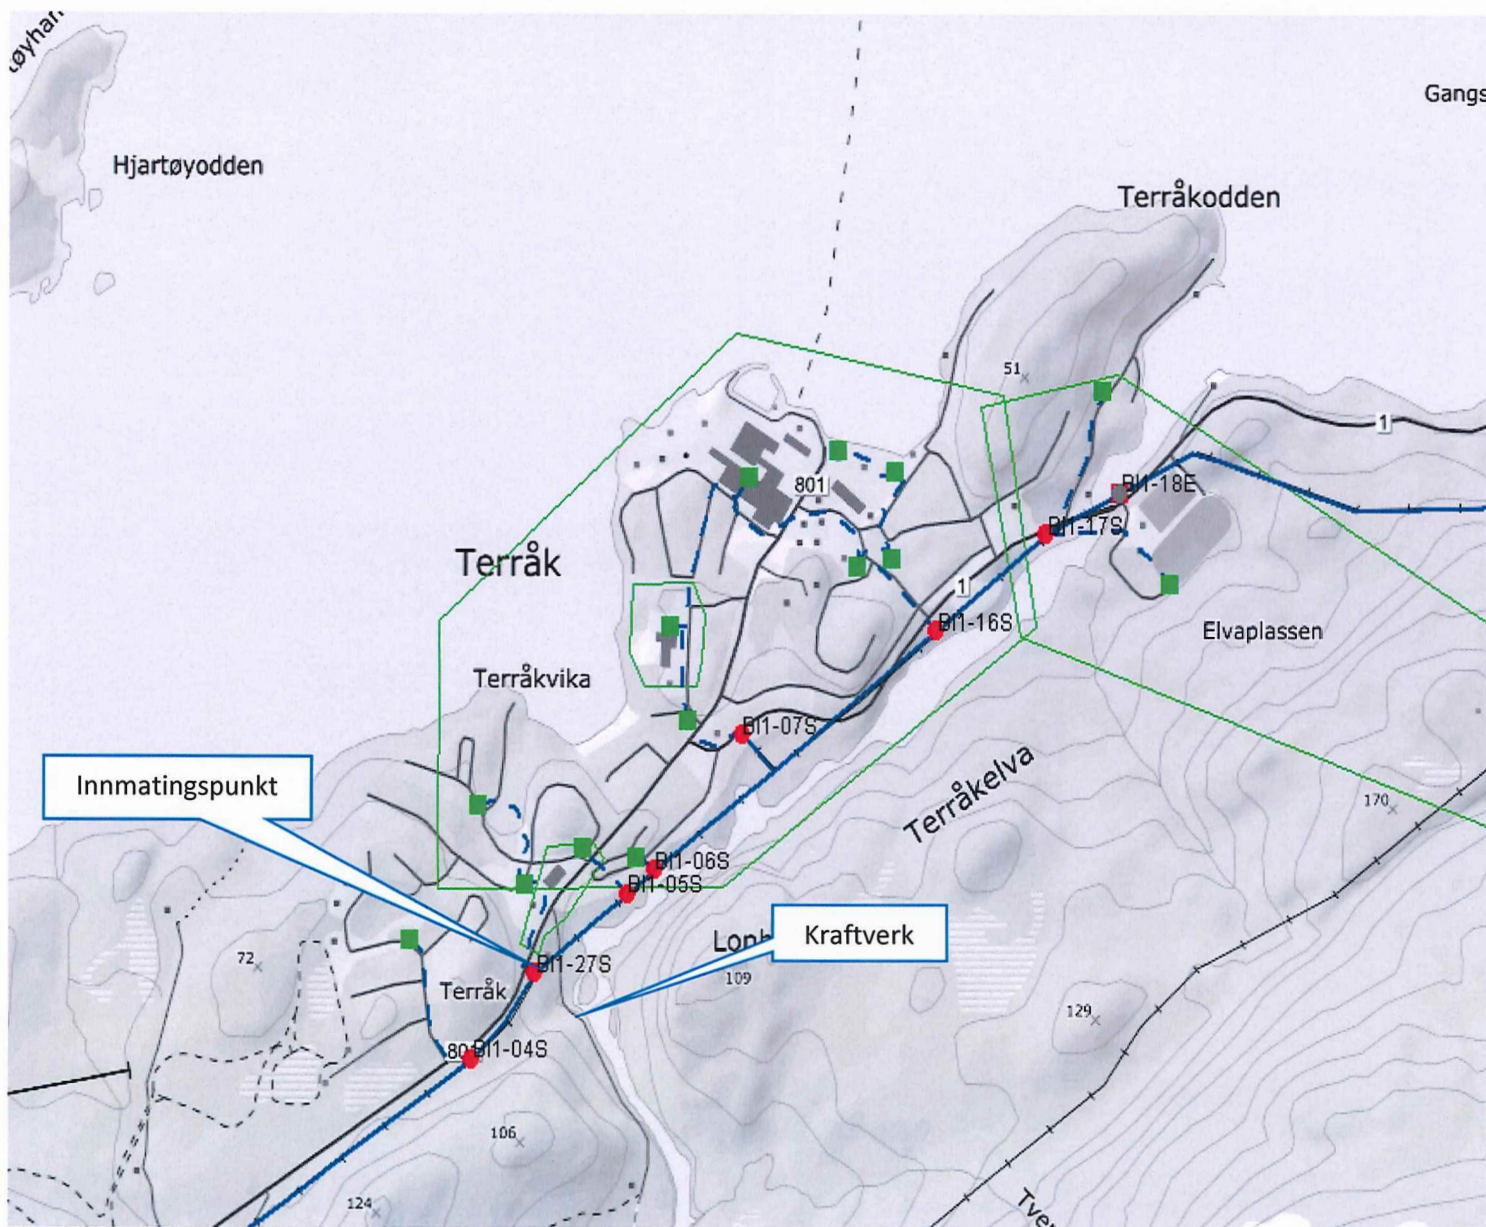 Gangs
Hjartøyodden
Terråkodden
51
1
801
BI1-18E
BI1-17S
Terråk
1
BI1-16S
Elvaplassen
Terråkvika
BI1-07S
Innmatingspunkt
Terråkelva
170
BI1-06S
BI1-05S
Kraftverk
72
BI1-27S
109
Terråk
129
BI1-04S
106
124